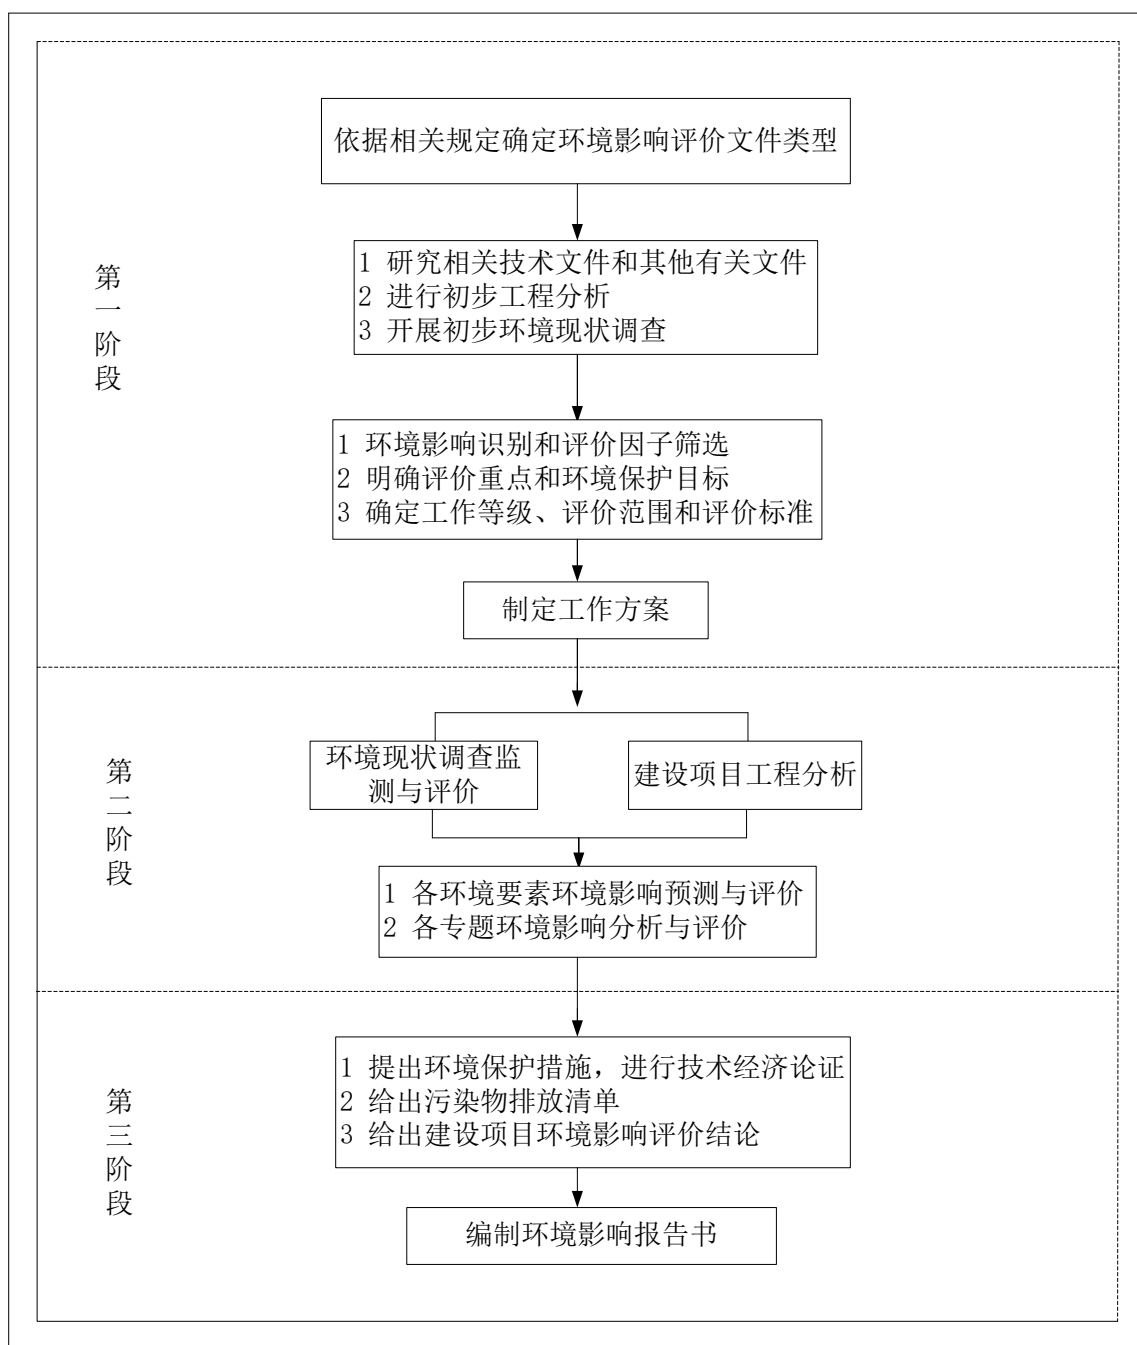 依据相关规定确定环境影响评价文件类型
第一阶段
1 研究相关技术文件和其他有关文件
2 进行初步工程分析
3 开展初步环境现状调查
1 环境影响识别和评价因子筛选
2 明确评价重点和环境保护目标
3 确定工作等级、评价范围和评价标准
制定工作方案
第二阶段
环境现状调查监
测与评价
建设项目工程分析
1 各环境要素环境影响预测与评价
2 各专题环境影响分析与评价
第三阶段
1 提出环境保护措施，进行技术经济论证
2 给出污染物排放清单
3 给出建设项目环境影响评价结论
编制环境影响报告书